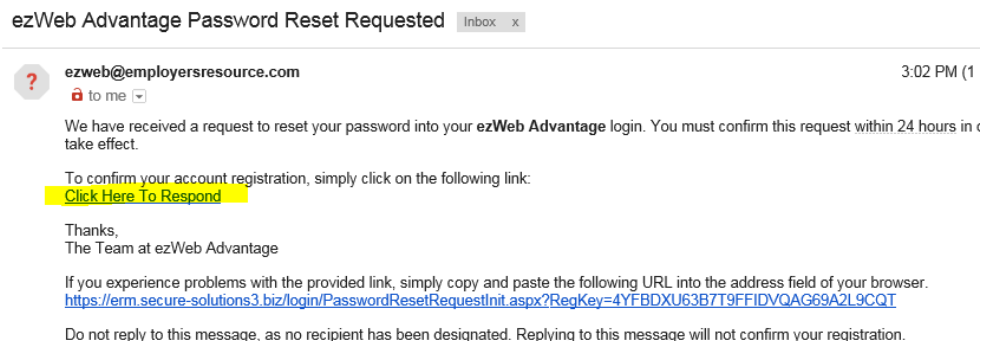 ezWeb Advantage Password Reset Requested Inbox x
ezweb@employersresource.com 3:02 PM (1
? to me
We have received a request to reset your password into your ezWeb Advantage login. You must confirm this request within 24 hours in
take effect.
To confirm your account registration, simply click on the following link:
Click Here To Respond
Thanks,
The Team at ezWeb Advantage
If you experience problems with the provided link, simply copy and paste the following URL into the address field of your browser.
https://erm.secure-solutions3.biz/login/PasswordResetRequestInit.aspx?RegKey=4YFBDXU63B7T9FFIDVQAG69A2L9CQT
Do not reply to this message, as no recipient has been designated. Replying to this message will not confirm your registration.